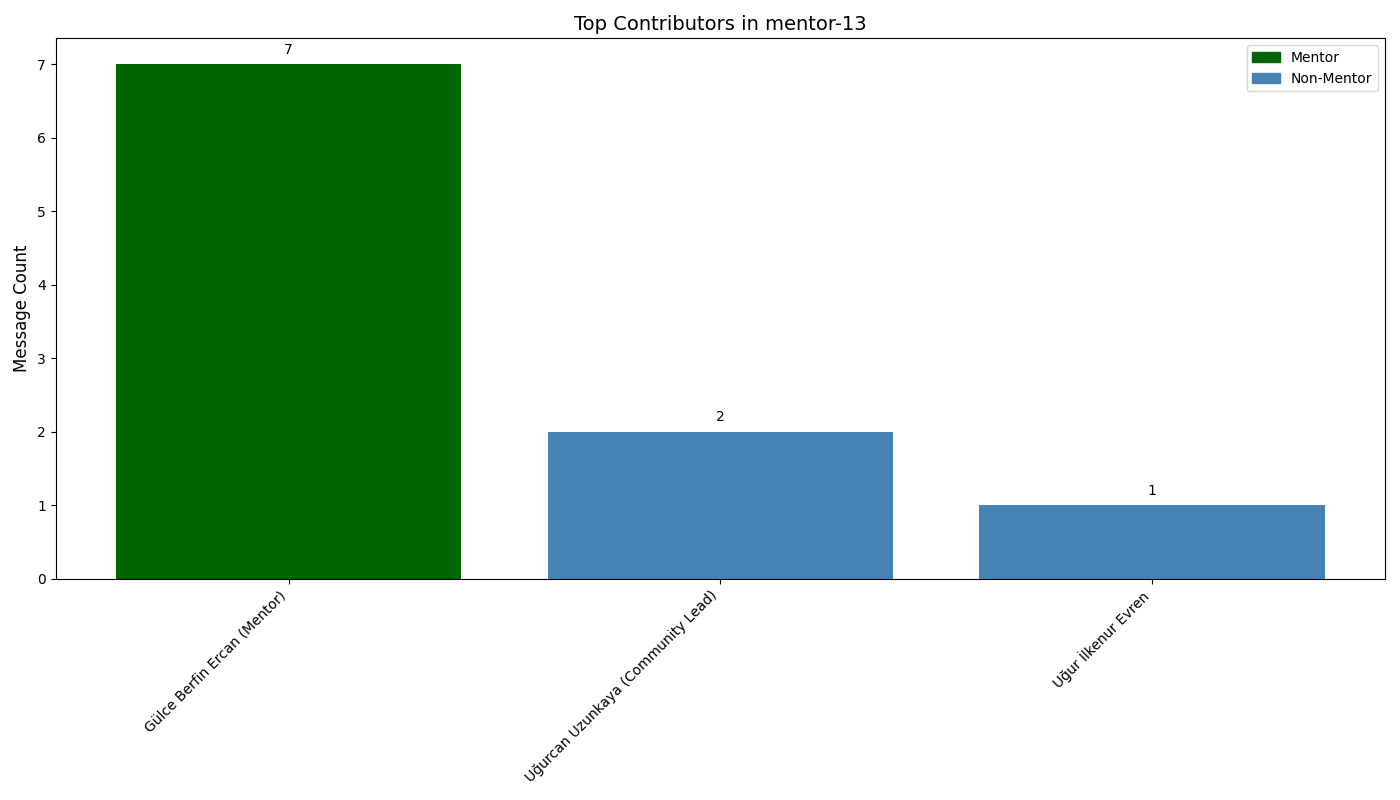 Top Contributors in mentor-13
Mentor
Non-Mentor
Message Count
7
6
5
4
3
2
1
0
7
2
1
Gülce Berfin Ercan (Mentor)
Uğurcan Uzunkaya (Community Lead)
Uğur İlkenur Evren